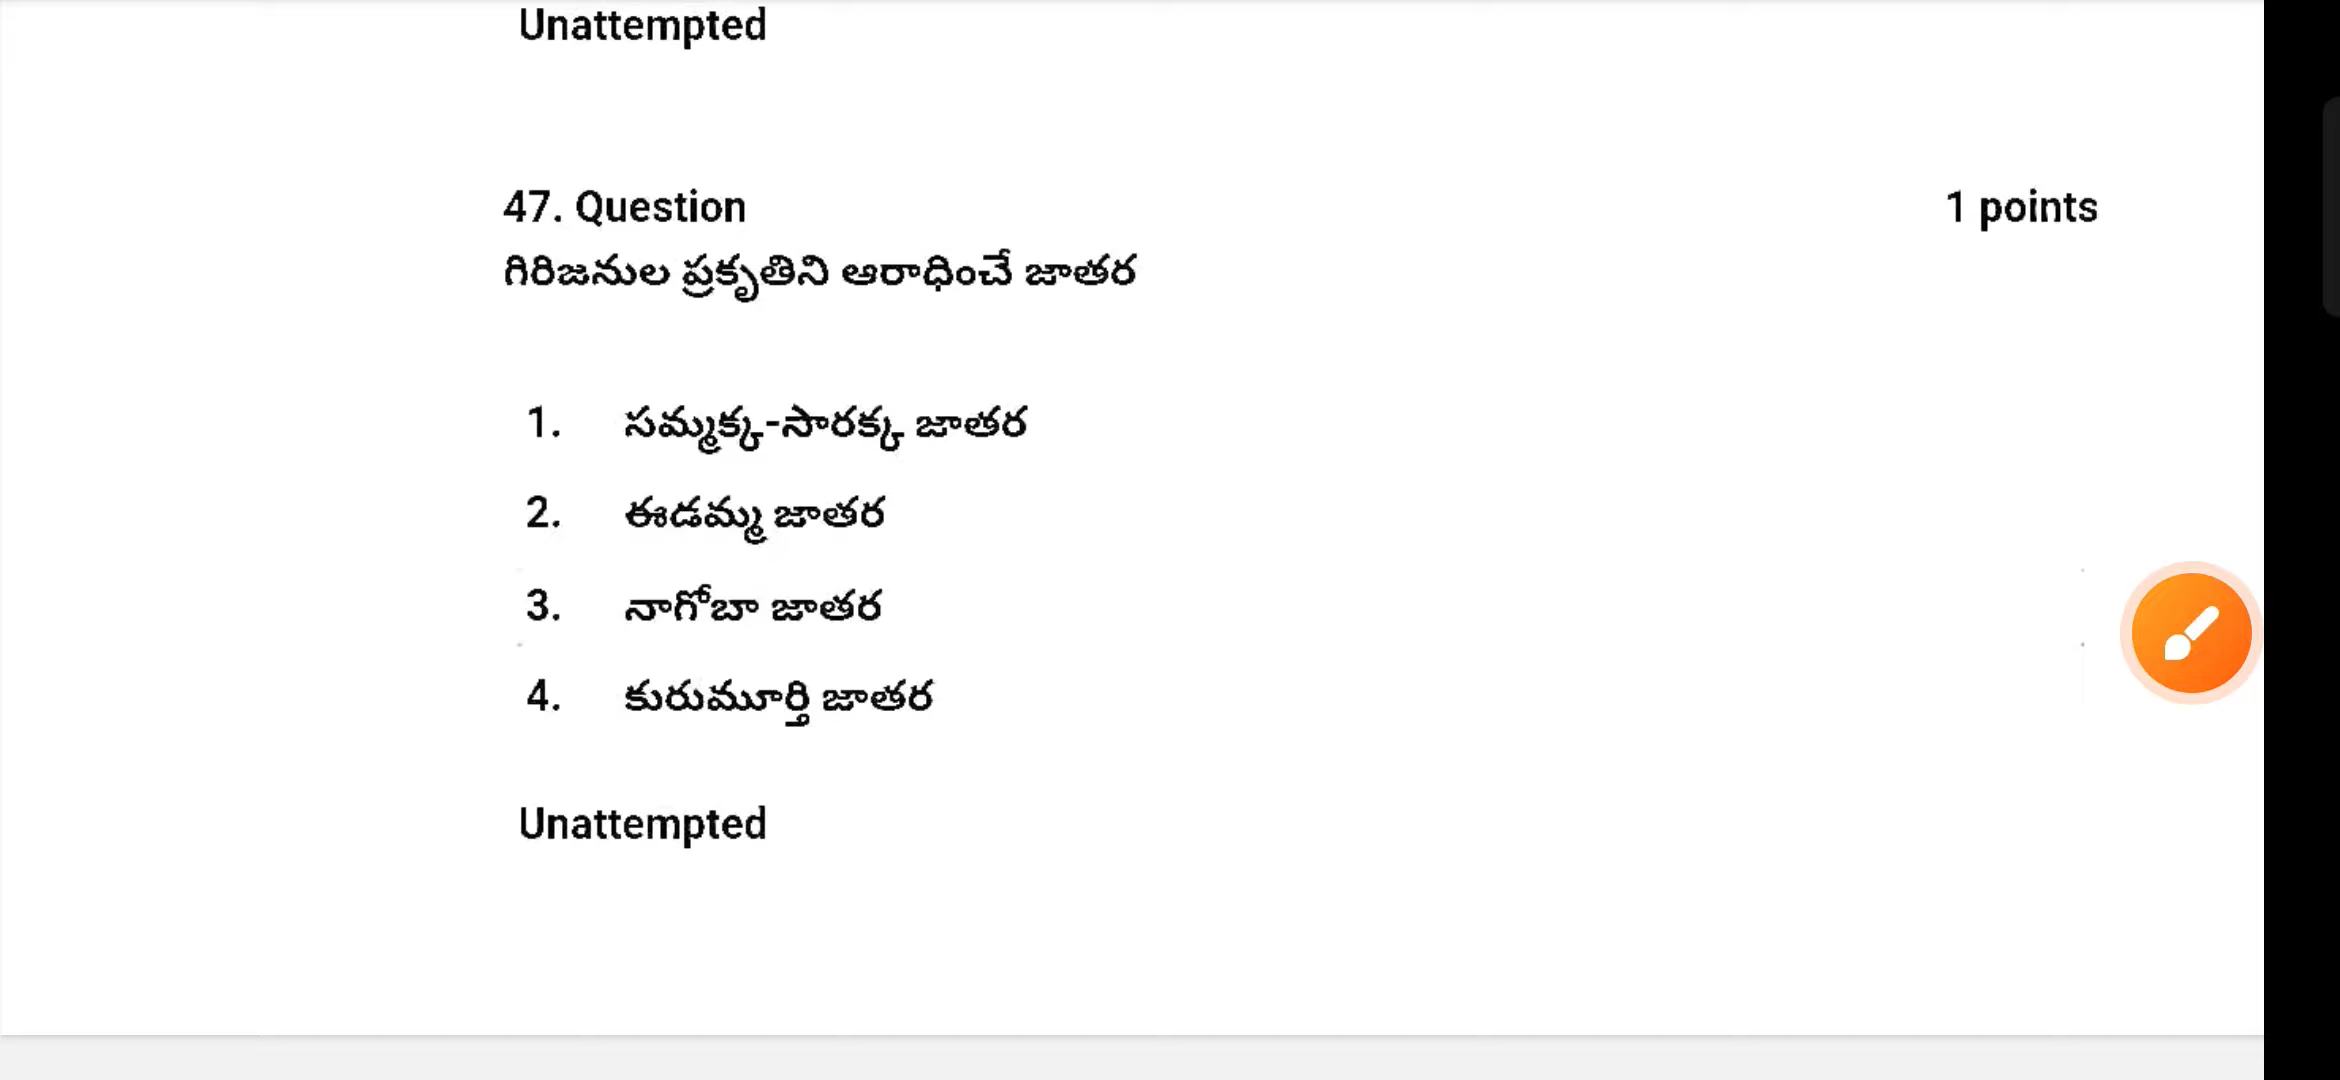 Unattempted
47. Question 1 points
గిరిజనుల ప్రకృతిని ఆరాధించే జాతర
1. సమ్మక్క-సారక్క జాతర
2. ఈడమ్మ జాతర
3. నాగోబా జాతర
4. కురుమూర్తి జాతర
Unattempted